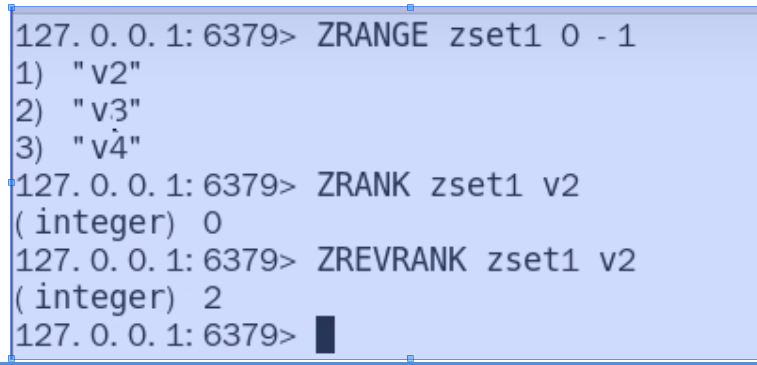 127.0.0.1:6379> ZRANGE zset1 0 -1
1) "v2"
2) "v3"
3) "v4"
127.0.0.1:6379> ZRANK zset1 v2
(integer) 0
127.0.0.1:6379> ZREVRANK zset1 v2
(integer) 2
127.0.0.1:6379>